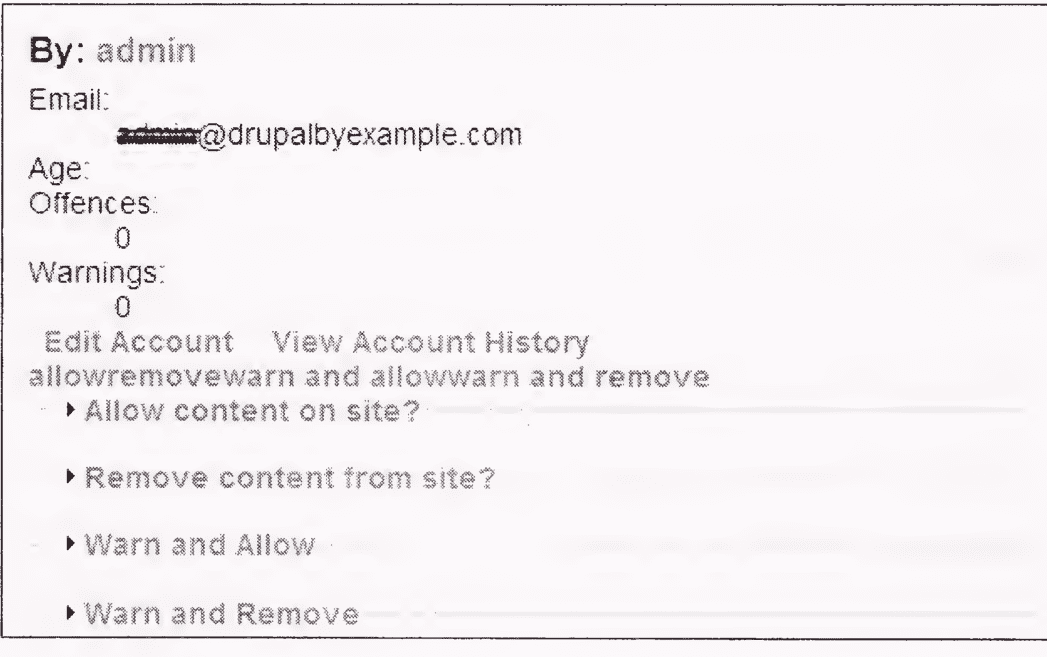 By: admin
Email:
@drupalbyexample.com
Age:
Offences:
0
Warnings:
0
Edit Account View Account History
allowremovewarn and allowwarn and remove
Allow content on site?
Remove content from site?
Warn and Allow
Warn and Remove